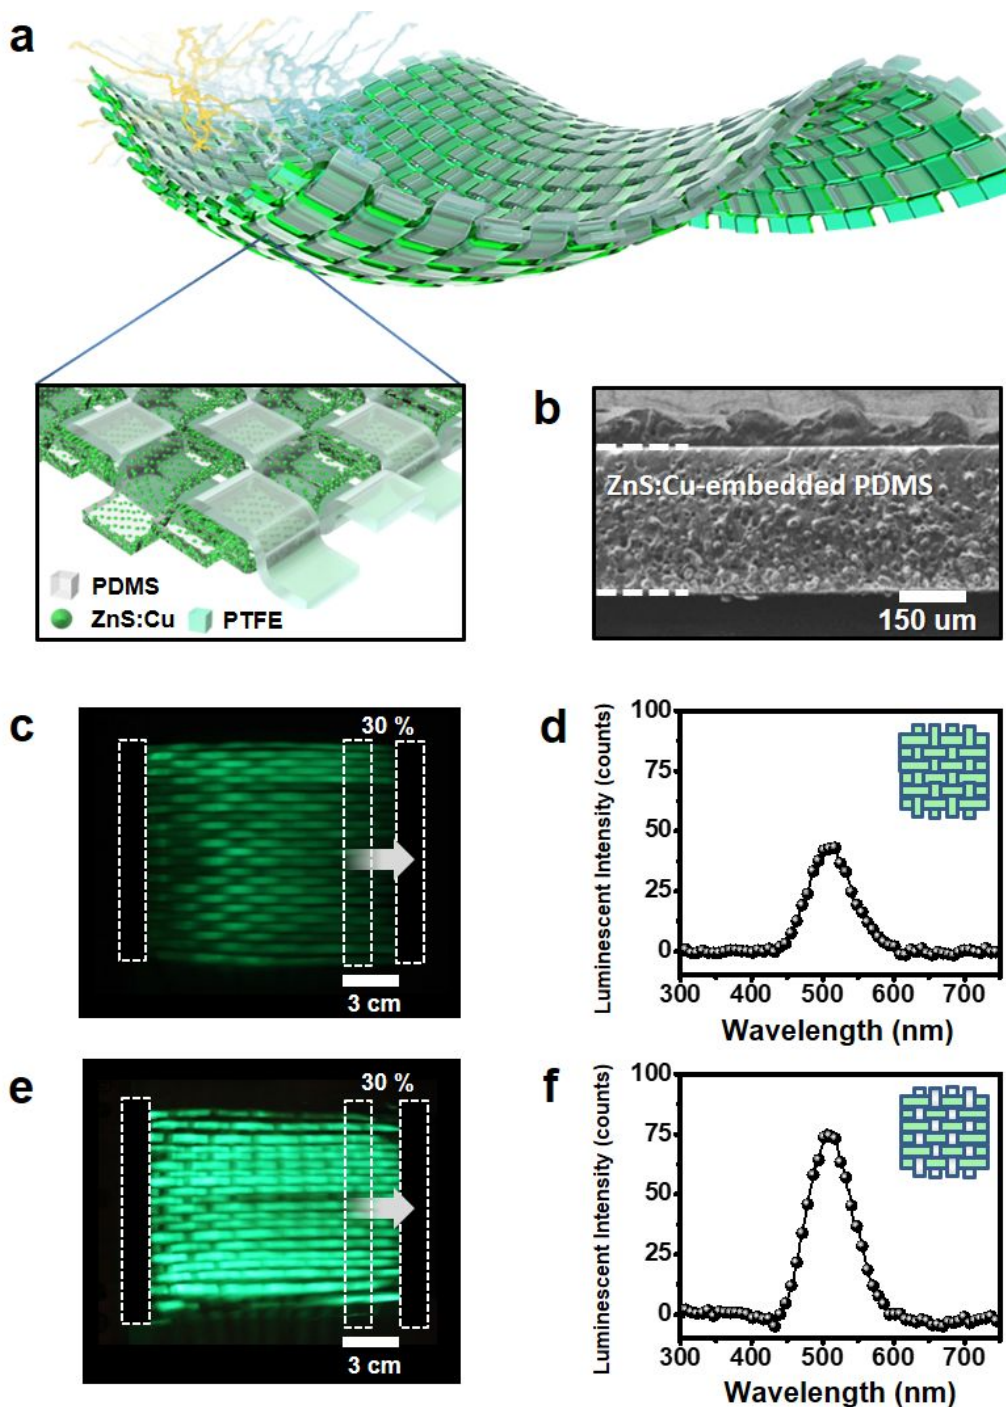 a
PDMS
ZnS:Cu
PTFE
b
ZnS:Cu-embedded PDMS
150 um
c
30 %
3 cm
d
Luminescent Intensity (counts)
100
75
50
25
0
300 400 500 600 700
Wavelength (nm)
e
30 %
3 cm
f
Luminescent Intensity (counts)
100
75
50
25
0
300 400 500 600 700
Wavelength (nm)